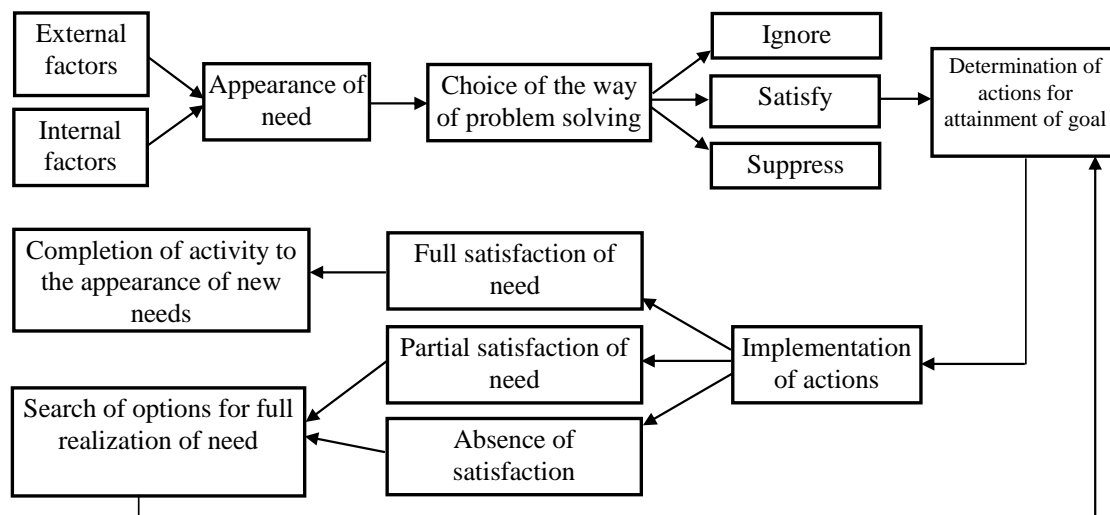 External
factors
Internal
factors
Appearance of
need
Choice of the way
of problem solving
Ignore
Satisfy
Suppress
Determination of
actions for
attainment of goal
Completion of activity to
the appearance of new
needs
Full satisfaction of
need
Partial satisfaction of
need
Implementation
of actions
Search of options for full
realization of need
Absence of
satisfaction